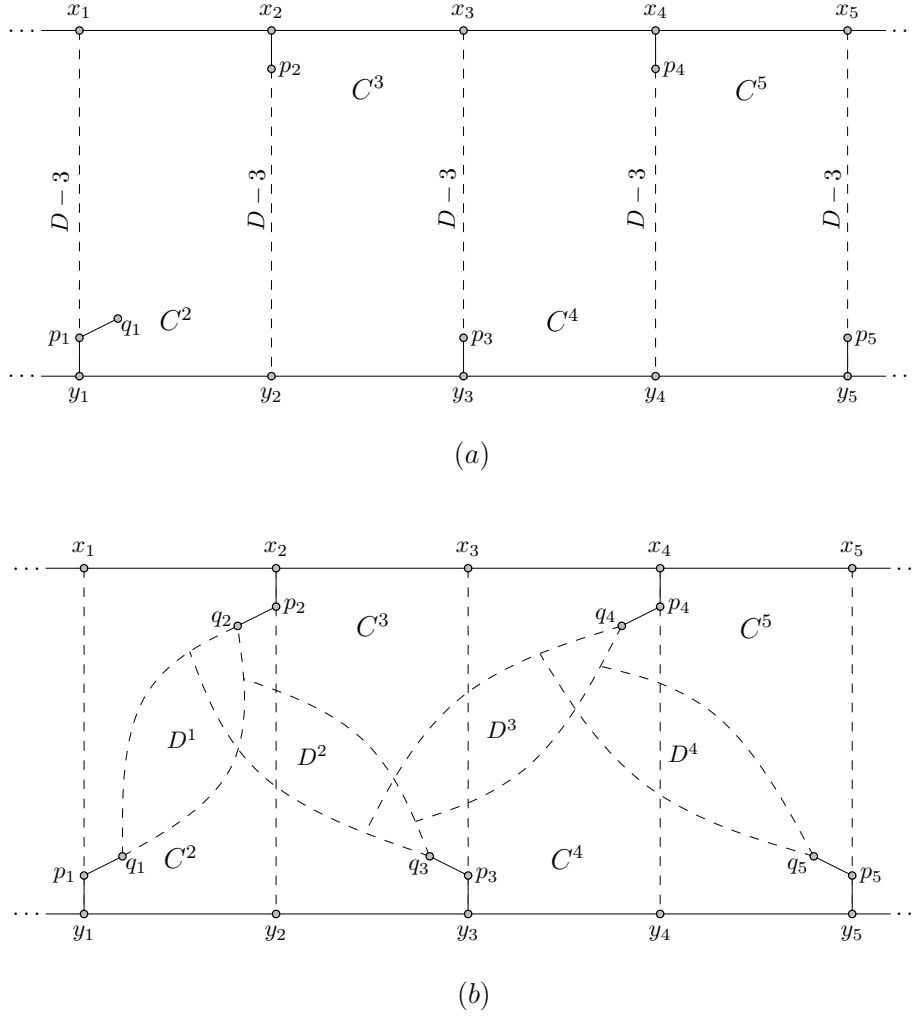 x₁ x₂ x₃ x₄ x₅
··· ···
p₂ p₄
C³ C⁵
D − 3 D − 3 D − 3 D − 3 D − 3
q₁ C² C⁴
p₁ p₃ p₅
··· ···
y₁ y₂ y₃ y₄ y₅
(a)
x₁ x₂ x₃ x₄ x₅
··· ···
q₂ p₂ q₄ p₄
C³ C⁵
D¹ D² D³ D⁴
p₁ q₁ C² q₃ p₃ C⁴ q₅ p₅
··· ···
y₁ y₂ y₃ y₄ y₅
(b)